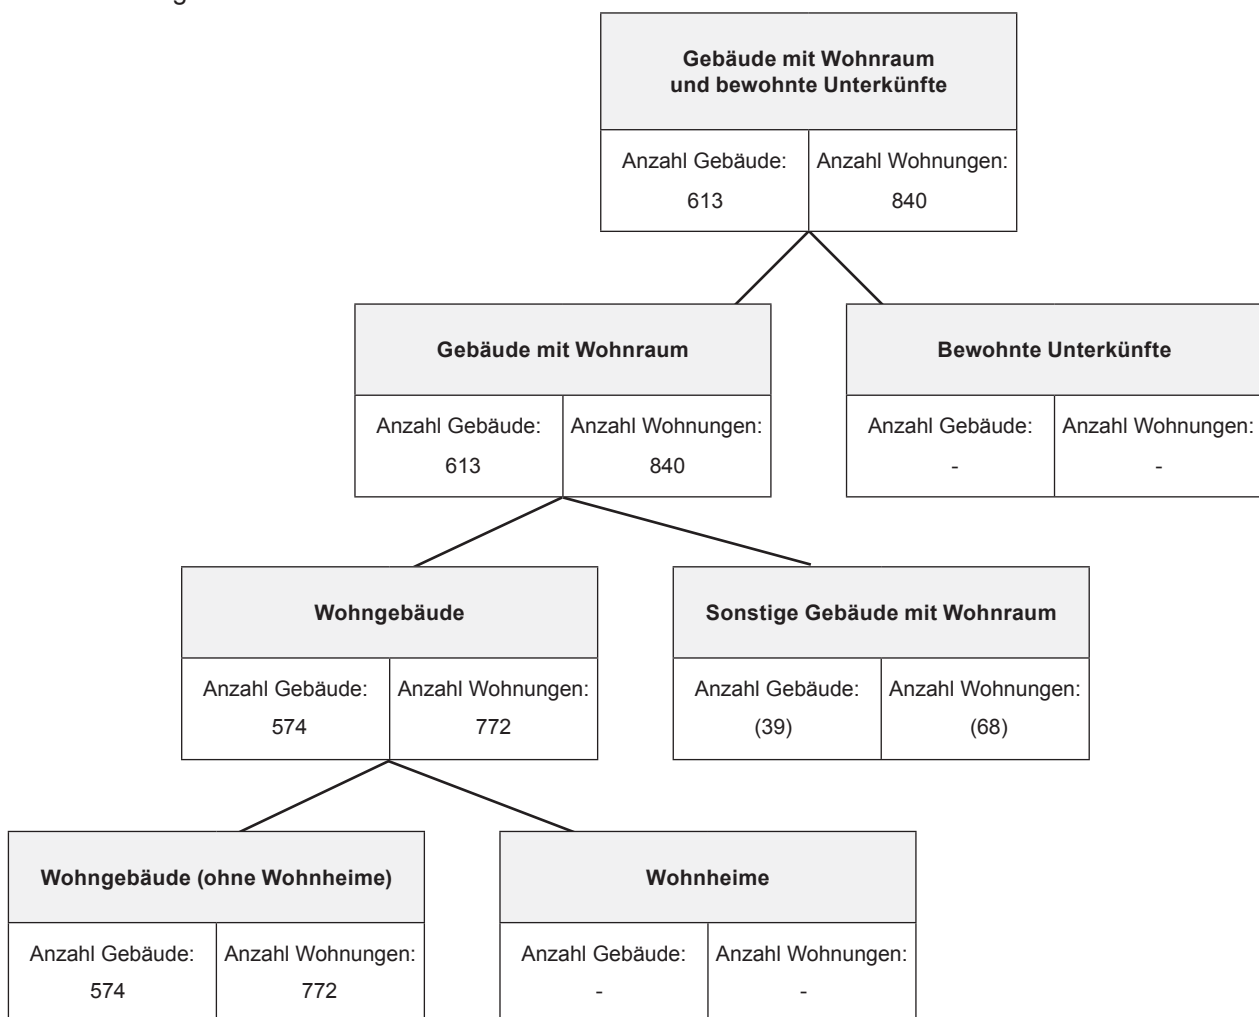 Gebäude mit Wohnraum
und bewohnte Unterkünfte
Anzahl Gebäude: Anzahl Wohnungen:
613 840
Gebäude mit Wohnraum
Bewohnte Unterkünfte
Anzahl Gebäude: Anzahl Wohnungen:
613 840
Anzahl Gebäude: Anzahl Wohnungen:
- -
Wohngebäude
Sonstige Gebäude mit Wohnraum
Anzahl Gebäude: Anzahl Wohnungen:
574 772
Anzahl Gebäude: Anzahl Wohnungen:
(39) (68)
Wohngebäude (ohne Wohnheime)
Wohnheime
Anzahl Gebäude: Anzahl Wohnungen:
574 772
Anzahl Gebäude: Anzahl Wohnungen:
- -